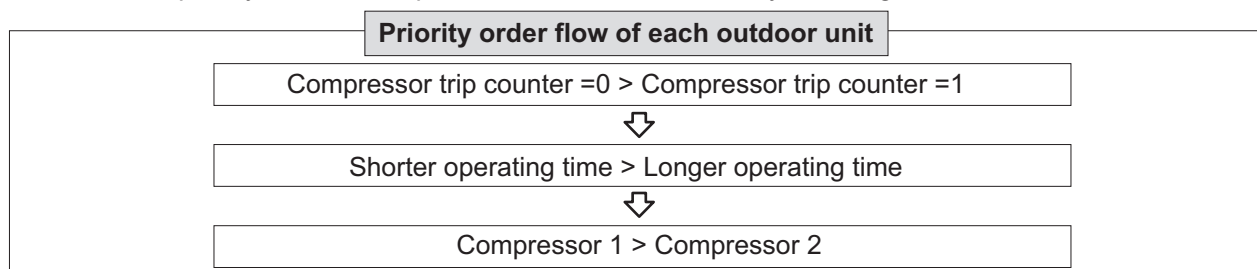 Priority order flow of each outdoor unit
Compressor trip counter =0 > Compressor trip counter =1
Shorter operating time > Longer operating time
Compressor 1 > Compressor 2